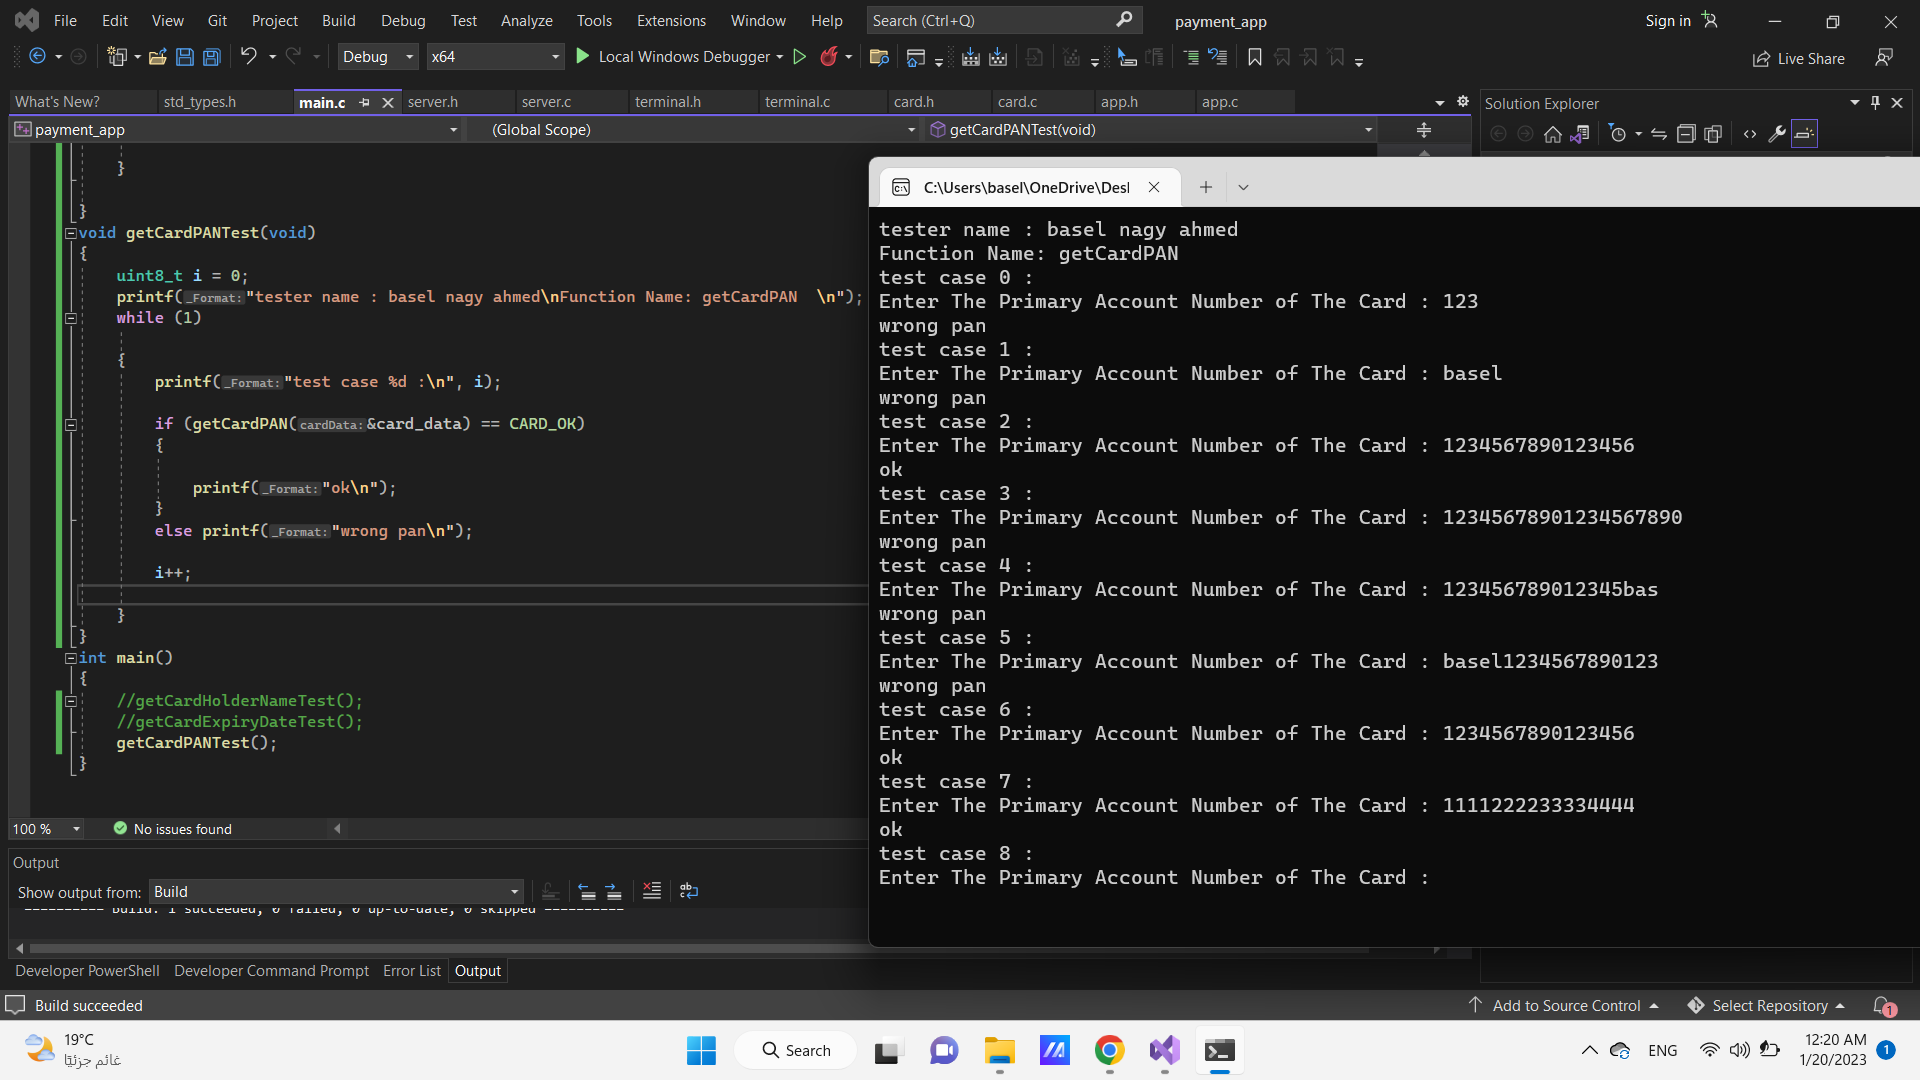 File Edit View Git Project Build Debug Test Analyze Tools Extensions Window Help Search (Ctrl+Q) payment_app Sign in
Debug x64 Local Windows Debugger Live Share
What's New? std_types.h main.c server.h server.c terminal.h terminal.c card.h card.c app.h app.c Solution Explorer
payment_app (Global Scope) getCardPANTest(void)
}
}
void getCardPANTest(void)
{
uint8_t i = 0;
printf(_Format:"tester name : basel nagy ahmed\nFunction Name: getCardPAN  \n");
while (1)
{
printf(_Format:"test case %d :\n", i);
if (getCardPAN(cardData:&card_data) == CARD_OK)
{
printf(_Format:"ok\n");
}
else printf(_Format:"wrong pan\n");
i++;
}
}
int main()
{
//getCardHolderNameTest();
//getCardExpiryDateTest();
getCardPANTest();
}
100 % No issues found
C:\Users\basel\OneDrive\Des
tester name : basel nagy ahmed
Function Name: getCardPAN
test case 0 :
Enter The Primary Account Number of The Card : 123
wrong pan
test case 1 :
Enter The Primary Account Number of The Card : basel
wrong pan
test case 2 :
Enter The Primary Account Number of The Card : 1234567890123456
ok
test case 3 :
Enter The Primary Account Number of The Card : 12345678901234567890
wrong pan
test case 4 :
Enter The Primary Account Number of The Card : 123456789012345bas
wrong pan
test case 5 :
Enter The Primary Account Number of The Card : basel1234567890123
wrong pan
test case 6 :
Enter The Primary Account Number of The Card : 1234567890123456
ok
test case 7 :
Enter The Primary Account Number of The Card : 1111222233334444
ok
test case 8 :
Enter The Primary Account Number of The Card :
Output
Show output from: Build
========== Build: 1 succeeded, 0 failed, 0 up-to-date, 0 skipped ==========
Developer PowerShell Developer Command Prompt Error List Output
Build succeeded Add to Source Control Select Repository 1
19°C
غائم جزئيًا
Search
ENG
12:20 AM
1/20/2023 1